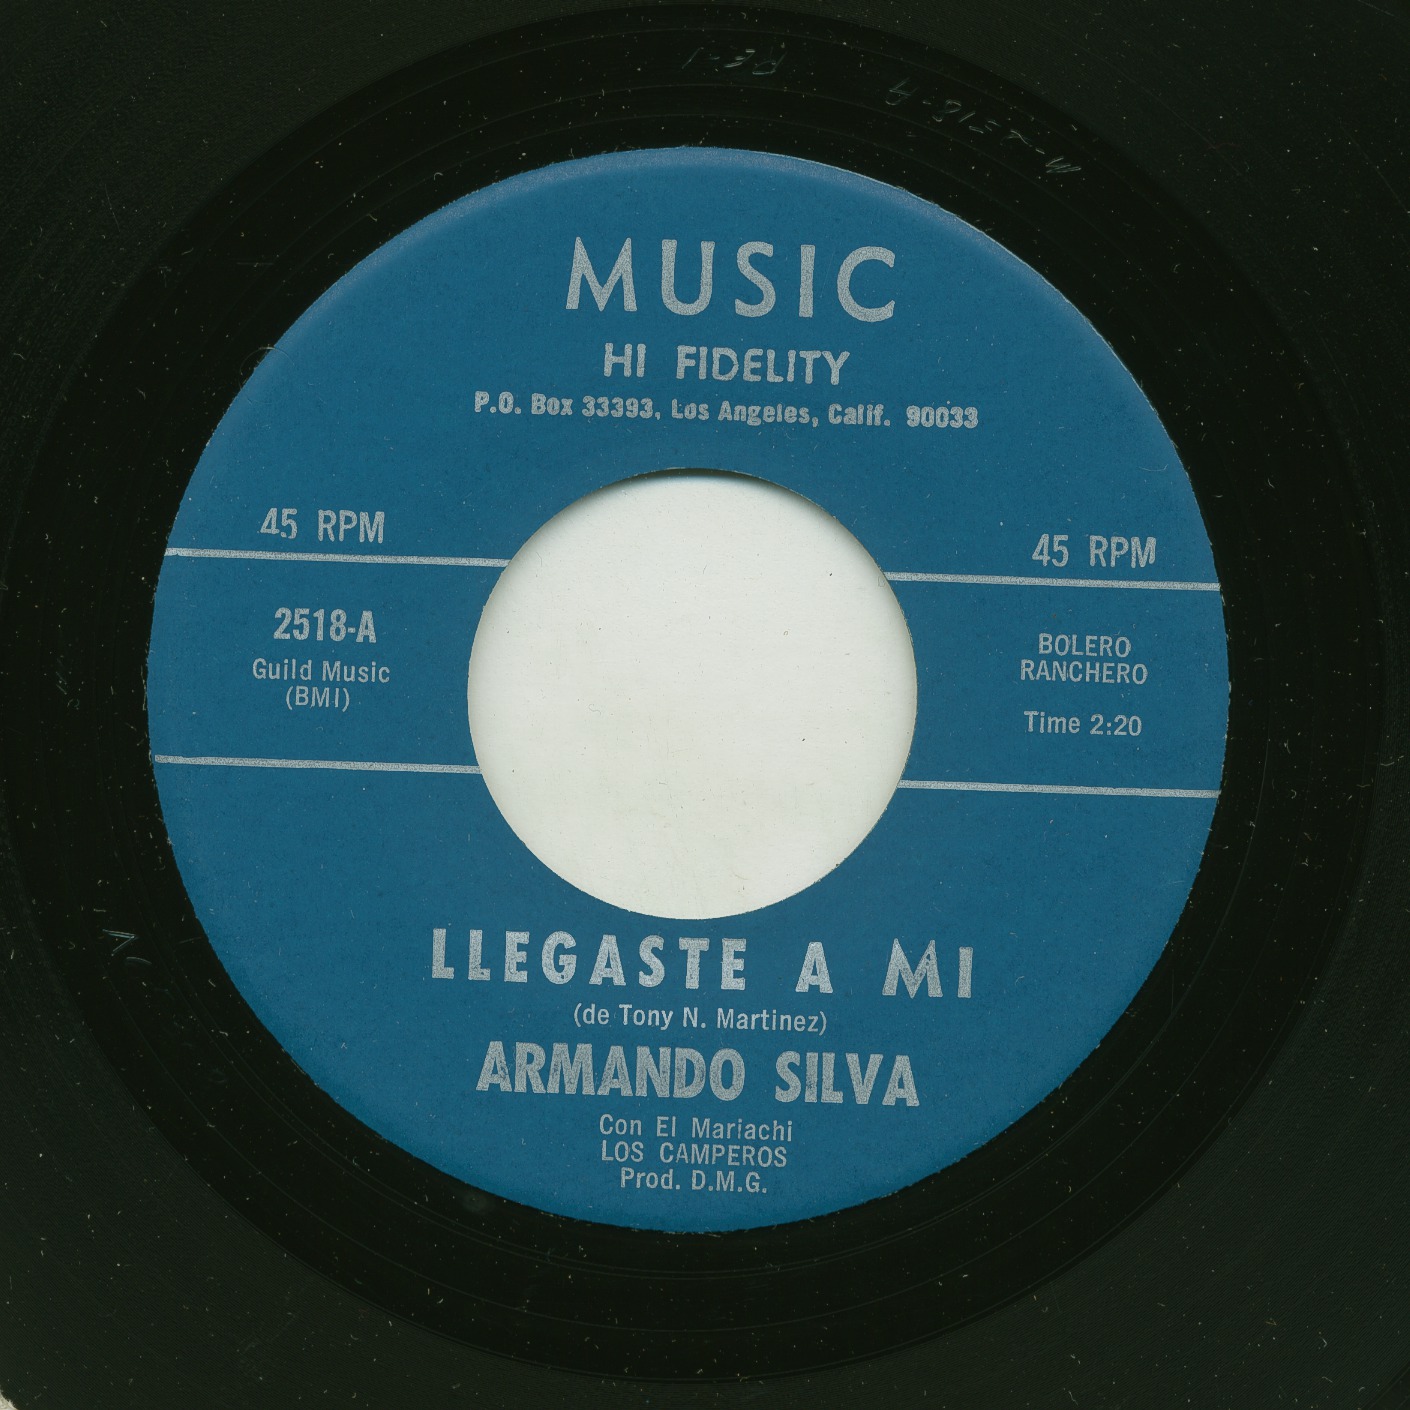 MUSIC
HI FIDELITY
P.O. Box 33393, Los Angeles, Calif. 90033
45 RPM
45 RPM
2518-A
Guild Music
(BMI)
BOLERO
RANCHERO
Time 2:20
LLEGASTE A MI
(de Tony N. Martinez)
ARMANDO SILVA
Con El Mariachi
LOS CAMPEROS
Prod. D.M.G.